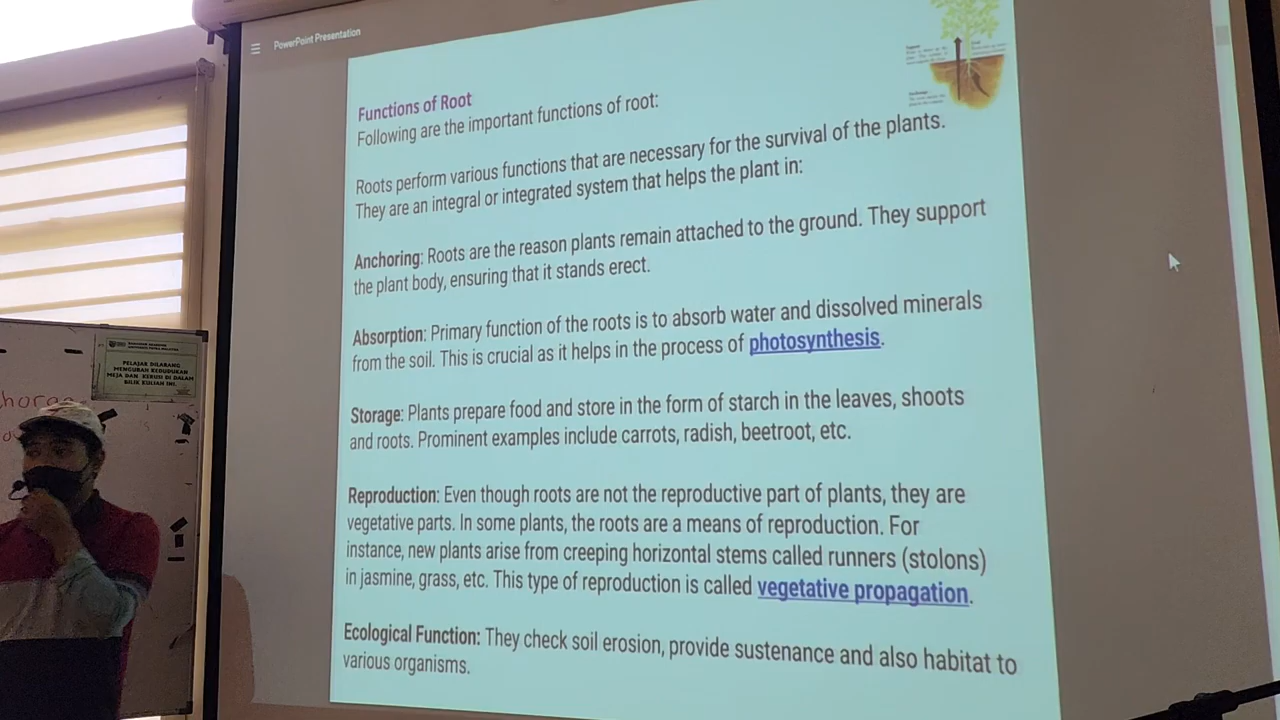 PowerPoint Presentation
Functions of Root
Following are the important functions of root:
Roots perform various functions that are necessary for the survival of the plants.
They are an integral or integrated system that helps the plant in:
Anchoring: Roots are the reason plants remain attached to the ground. They support
the plant body, ensuring that it stands erect.
Absorption: Primary function of the roots is to absorb water and dissolved minerals
from the soil. This is crucial as it helps in the process of photosynthesis.
Storage: Plants prepare food and store in the form of starch in the leaves, shoots
and roots. Prominent examples include carrots, radish, beetroot, etc.
Reproduction: Even though roots are not the reproductive part of plants, they are
vegetative parts. In some plants, the roots are a means of reproduction. For
instance, new plants arise from creeping horizontal stems called runners (stolons)
in jasmine, grass, etc. This type of reproduction is called vegetative propagation.
Ecological Function: They check soil erosion, provide sustenance and also habitat to
various organisms.
PELAJAR DILARANG
MENGUBAH KEDUDUKAN
MEJA DAN KERUSI DI DALAM
BILIK KULIAH INI.